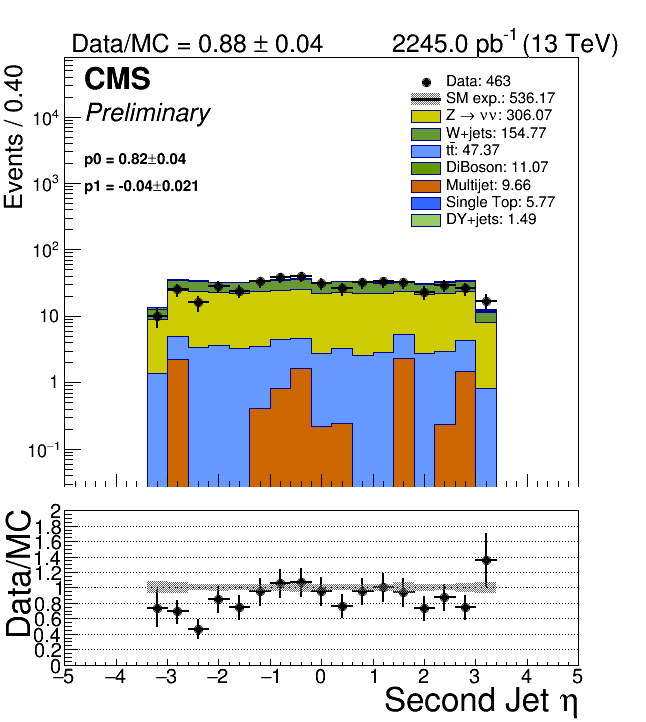 Data/MC = 0.88 ± 0.04
2245.0 pb⁻¹ (13 TeV)
CMS
Preliminary
p0 = 0.82±0.04
p1 = -0.04±0.021
Data: 463
SM exp.: 536.17
Z → νν: 306.07
W+jets: 154.77
tt̄: 47.37
DiBoson: 11.07
Multijet: 9.66
Single Top: 5.77
DY+jets: 1.49
Events / 0.40
10⁴
10³
10²
10
1
10⁻¹
Data/MC
2
1.8
1.6
1.4
1.2
1
0.8
0.6
0.4
0.2
0
−5 −4 −3 −2 −1 0 1 2 3 4 5
Second Jet η